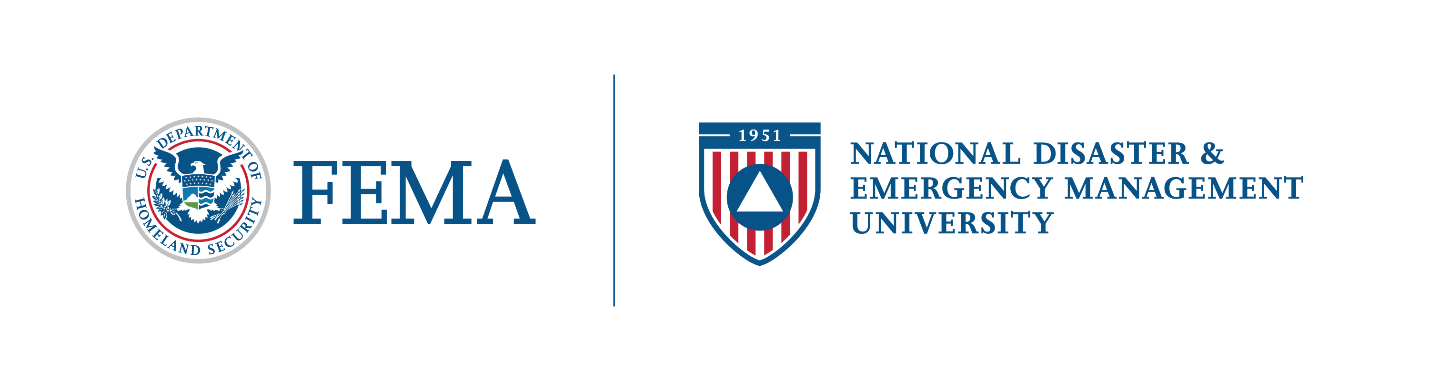 U.S. DEPARTMENT OF
HOMELAND SECURITY
FEMA
1951
NATIONAL DISASTER &
EMERGENCY MANAGEMENT
UNIVERSITY